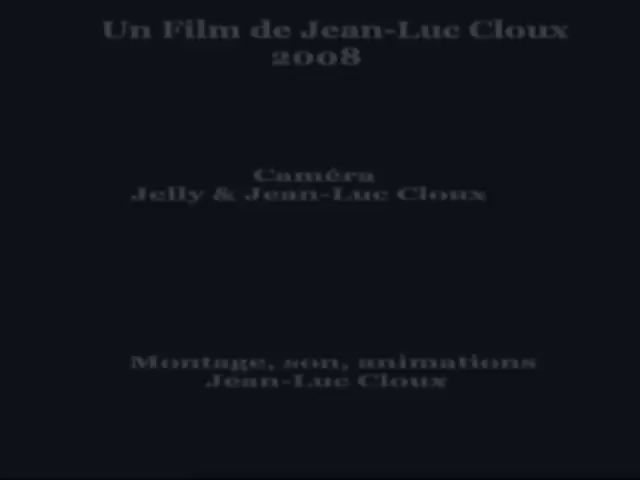 Un Film de Jean-Luc Cloux
2008
Caméra
Jelly & Jean-Luc Cloux
Montage, son, animations
Jean-Luc Cloux